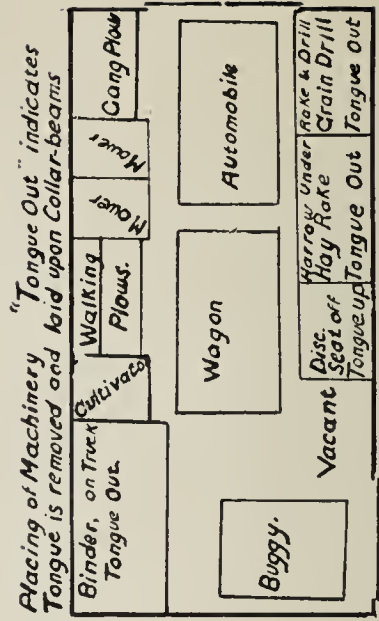 Placing of Machinery "Tongue Out" indicates
Tongue is removed and laid upon Collar-beams
Binder, on Truck
Tongue Out.
Cultivator
Walking
Plows.
Mower
Mower
Gang Plow
Buggy.
Wagon
Automobile
Vacant
Disc.
Seat off
Tongue up
Harrow Under
Hay Rake
Tongue Out
Rake & Drill
Grain Drill
Tongue Out